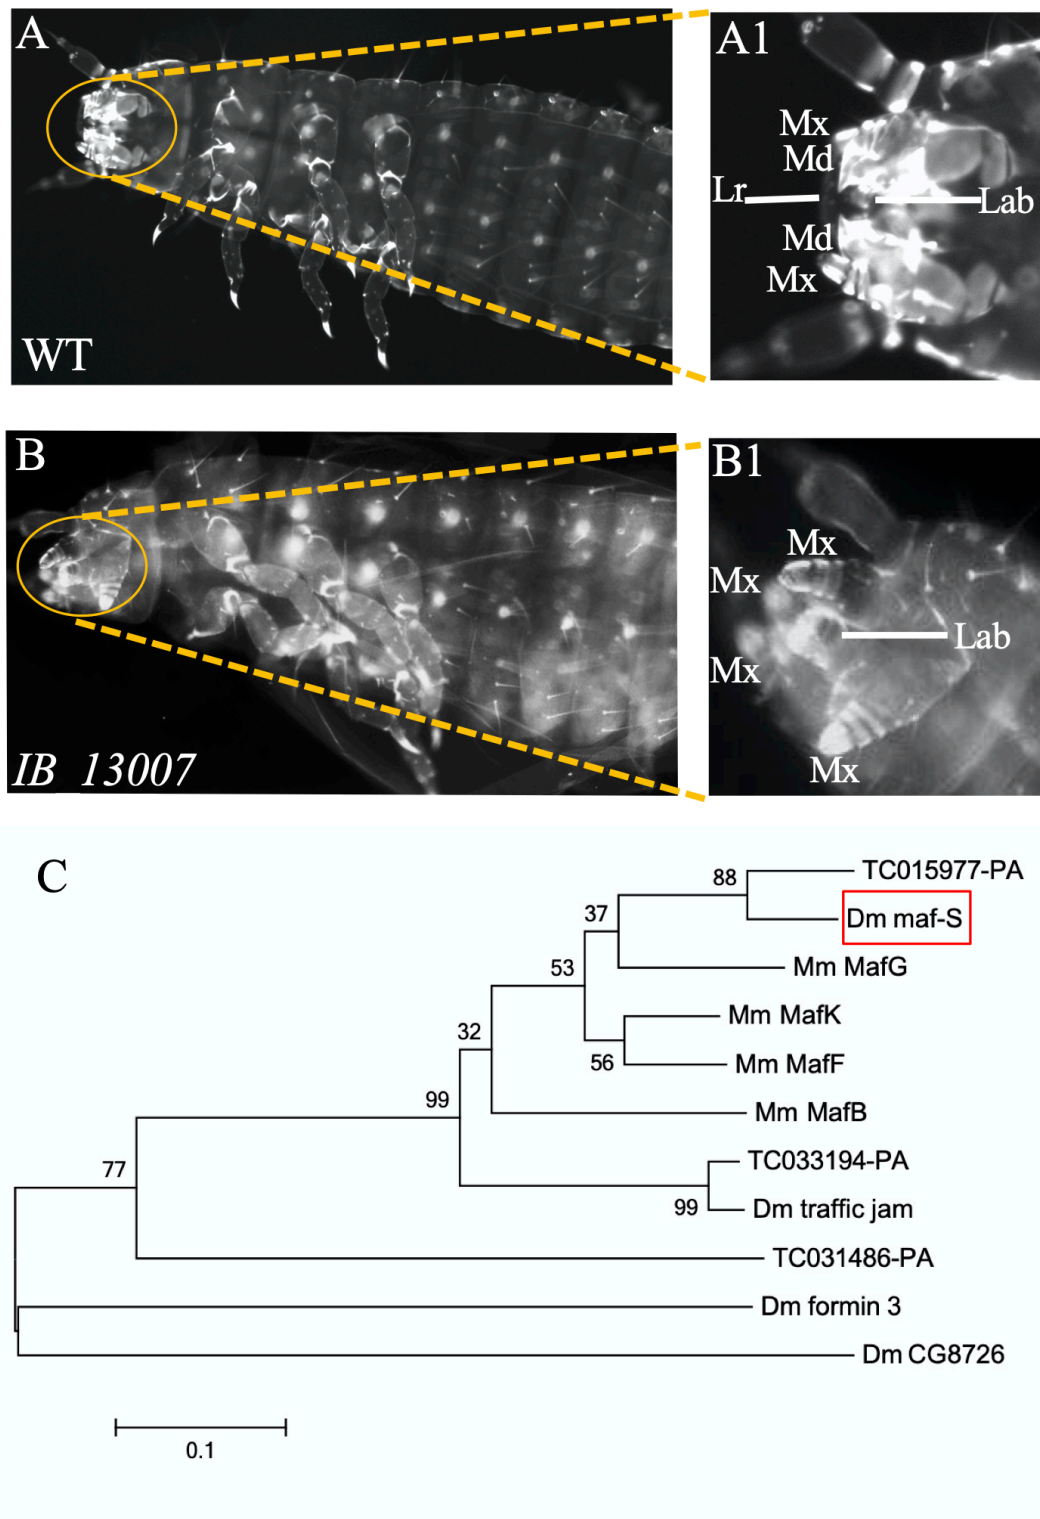 A
WT
A1
Mx
Md
Lr
Lab
Md
Mx
B
IB 13007
B1
Mx
Mx
Lab
Mx
Mx
C
88
TC015977-PA
Dm maf-S
37
Mm MafG
53
Mm MafK
32
56
Mm MafF
99
Mm MafB
77
TC033194-PA
99
Dm traffic jam
TC031486-PA
Dm formin 3
Dm CG8726
0.1